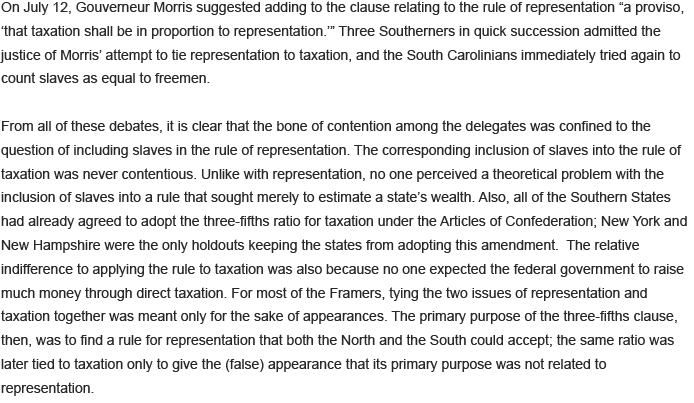 On July 12, Gouverneur Morris suggested adding to the clause relating to the rule of representation “a proviso,
‘that taxation shall be in proportion to representation.’” Three Southerners in quick succession admitted the
justice of Morris’ attempt to tie representation to taxation, and the South Carolinians immediately tried again to
count slaves as equal to freemen.
From all of these debates, it is clear that the bone of contention among the delegates was confined to the
question of including slaves in the rule of representation. The corresponding inclusion of slaves into the rule of
taxation was never contentious. Unlike with representation, no one perceived a theoretical problem with the
inclusion of slaves into a rule that sought merely to estimate a state’s wealth. Also, all of the Southern States
had already agreed to adopt the three-fifths ratio for taxation under the Articles of Confederation; New York and
New Hampshire were the only holdouts keeping the states from adopting this amendment.  The relative
indifference to applying the rule to taxation was also because no one expected the federal government to raise
much money through direct taxation. For most of the Framers, tying the two issues of representation and
taxation together was meant only for the sake of appearances. The primary purpose of the three-fifths clause,
then, was to find a rule for representation that both the North and the South could accept; the same ratio was
later tied to taxation only to give the (false) appearance that its primary purpose was not related to
representation.